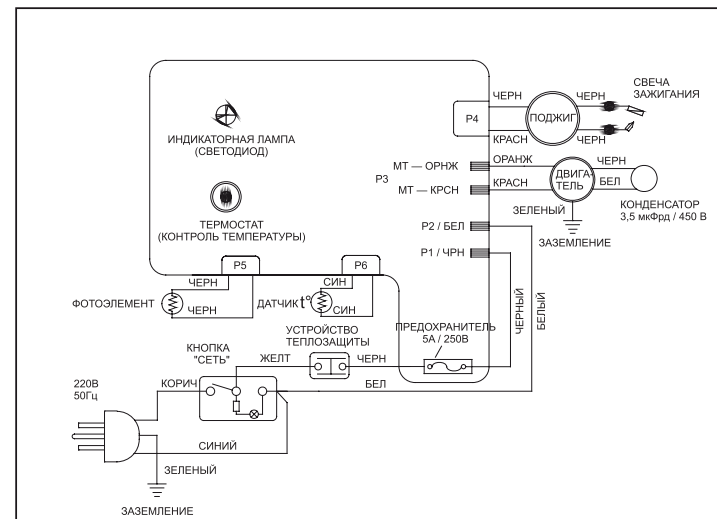 ЧЕРН
ЧЕРН
СВЕЧА
ЗАЖИГАНИЯ
P4
ПОДЖИГ
КРАСН
ЧЕРН
ИНДИКАТОРНАЯ ЛАМПА
(СВЕТОДИОД)
МТ — ОРНЖ
ОРАНЖ
ЧЕРН
P3
ДВИГА-
ТЕЛЬ
МТ — КРСН
КРАСН
БЕЛ
КОНДЕНСАТОР
3,5 мкФрд / 450 В
ЗЕЛЕНЫЙ
ЗАЗЕМЛЕНИЕ
ТЕРМОСТАТ
(КОНТРОЛЬ ТЕМПЕРАТУРЫ)
P2 / БЕЛ
P1 / ЧРН
P5
P6
ЧЕРН
СИН
ФОТОЭЛЕМЕНТ
ЧЕРН
ДАТЧИК t°
СИН
ЧЕРНЫЙ
БЕЛЫЙ
УСТРОЙСТВО
ТЕПЛОЗАЩИТЫ
ПРЕДОХРАНИТЕЛЬ
5А / 250В
КНОПКА
"СЕТЬ"
ЖЕЛТ
ЧЕРН
220В
50Гц
КОРИЧ
БЕЛ
СИНИЙ
ЗЕЛЕНЫЙ
ЗАЗЕМЛЕНИЕ